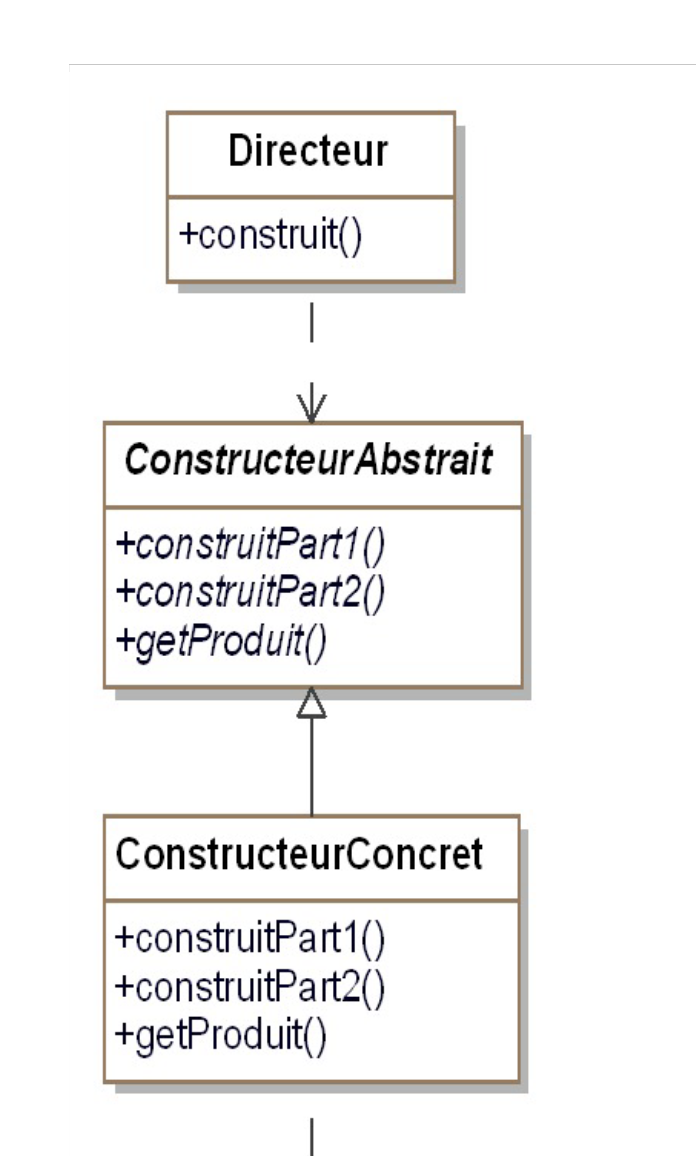 Directeur
+construit()
ConstructeurAbstrait
+construitPart1()
+construitPart2()
+getProduit()
ConstructeurConcret
+construitPart1()
+construitPart2()
+getProduit()